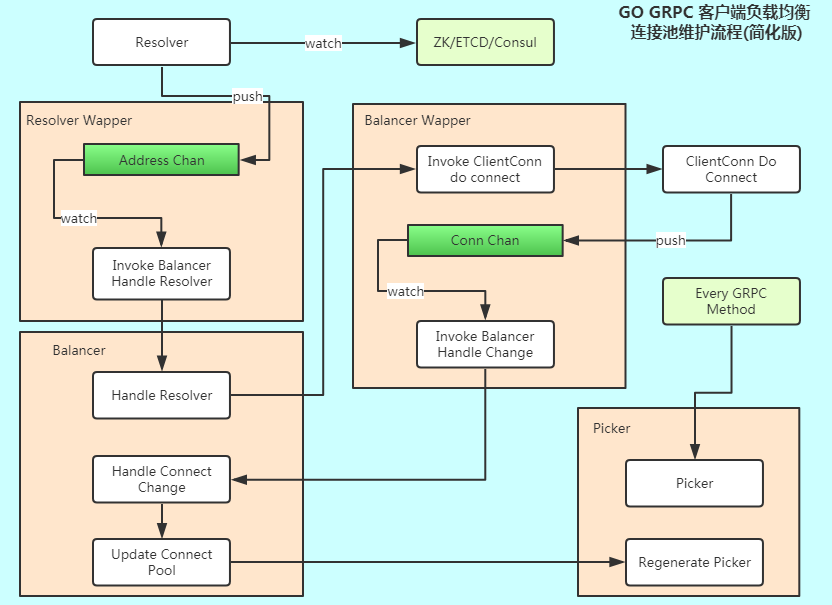 GO GRPC 客户端负载均衡
连接池维护流程(简化版)
Resolver
watch
ZK/ETCD/Consul
push
Resolver Wapper
Address Chan
watch
Invoke Balancer
Handle Resolver
Balancer Wapper
Invoke ClientConn
do connect
ClientConn Do
Connect
Conn Chan
push
watch
Invoke Balancer
Handle Change
Every GRPC
Method
Balancer
Handle Resolver
Handle Connect
Change
Update Connect
Pool
Picker
Picker
Regenerate Picker